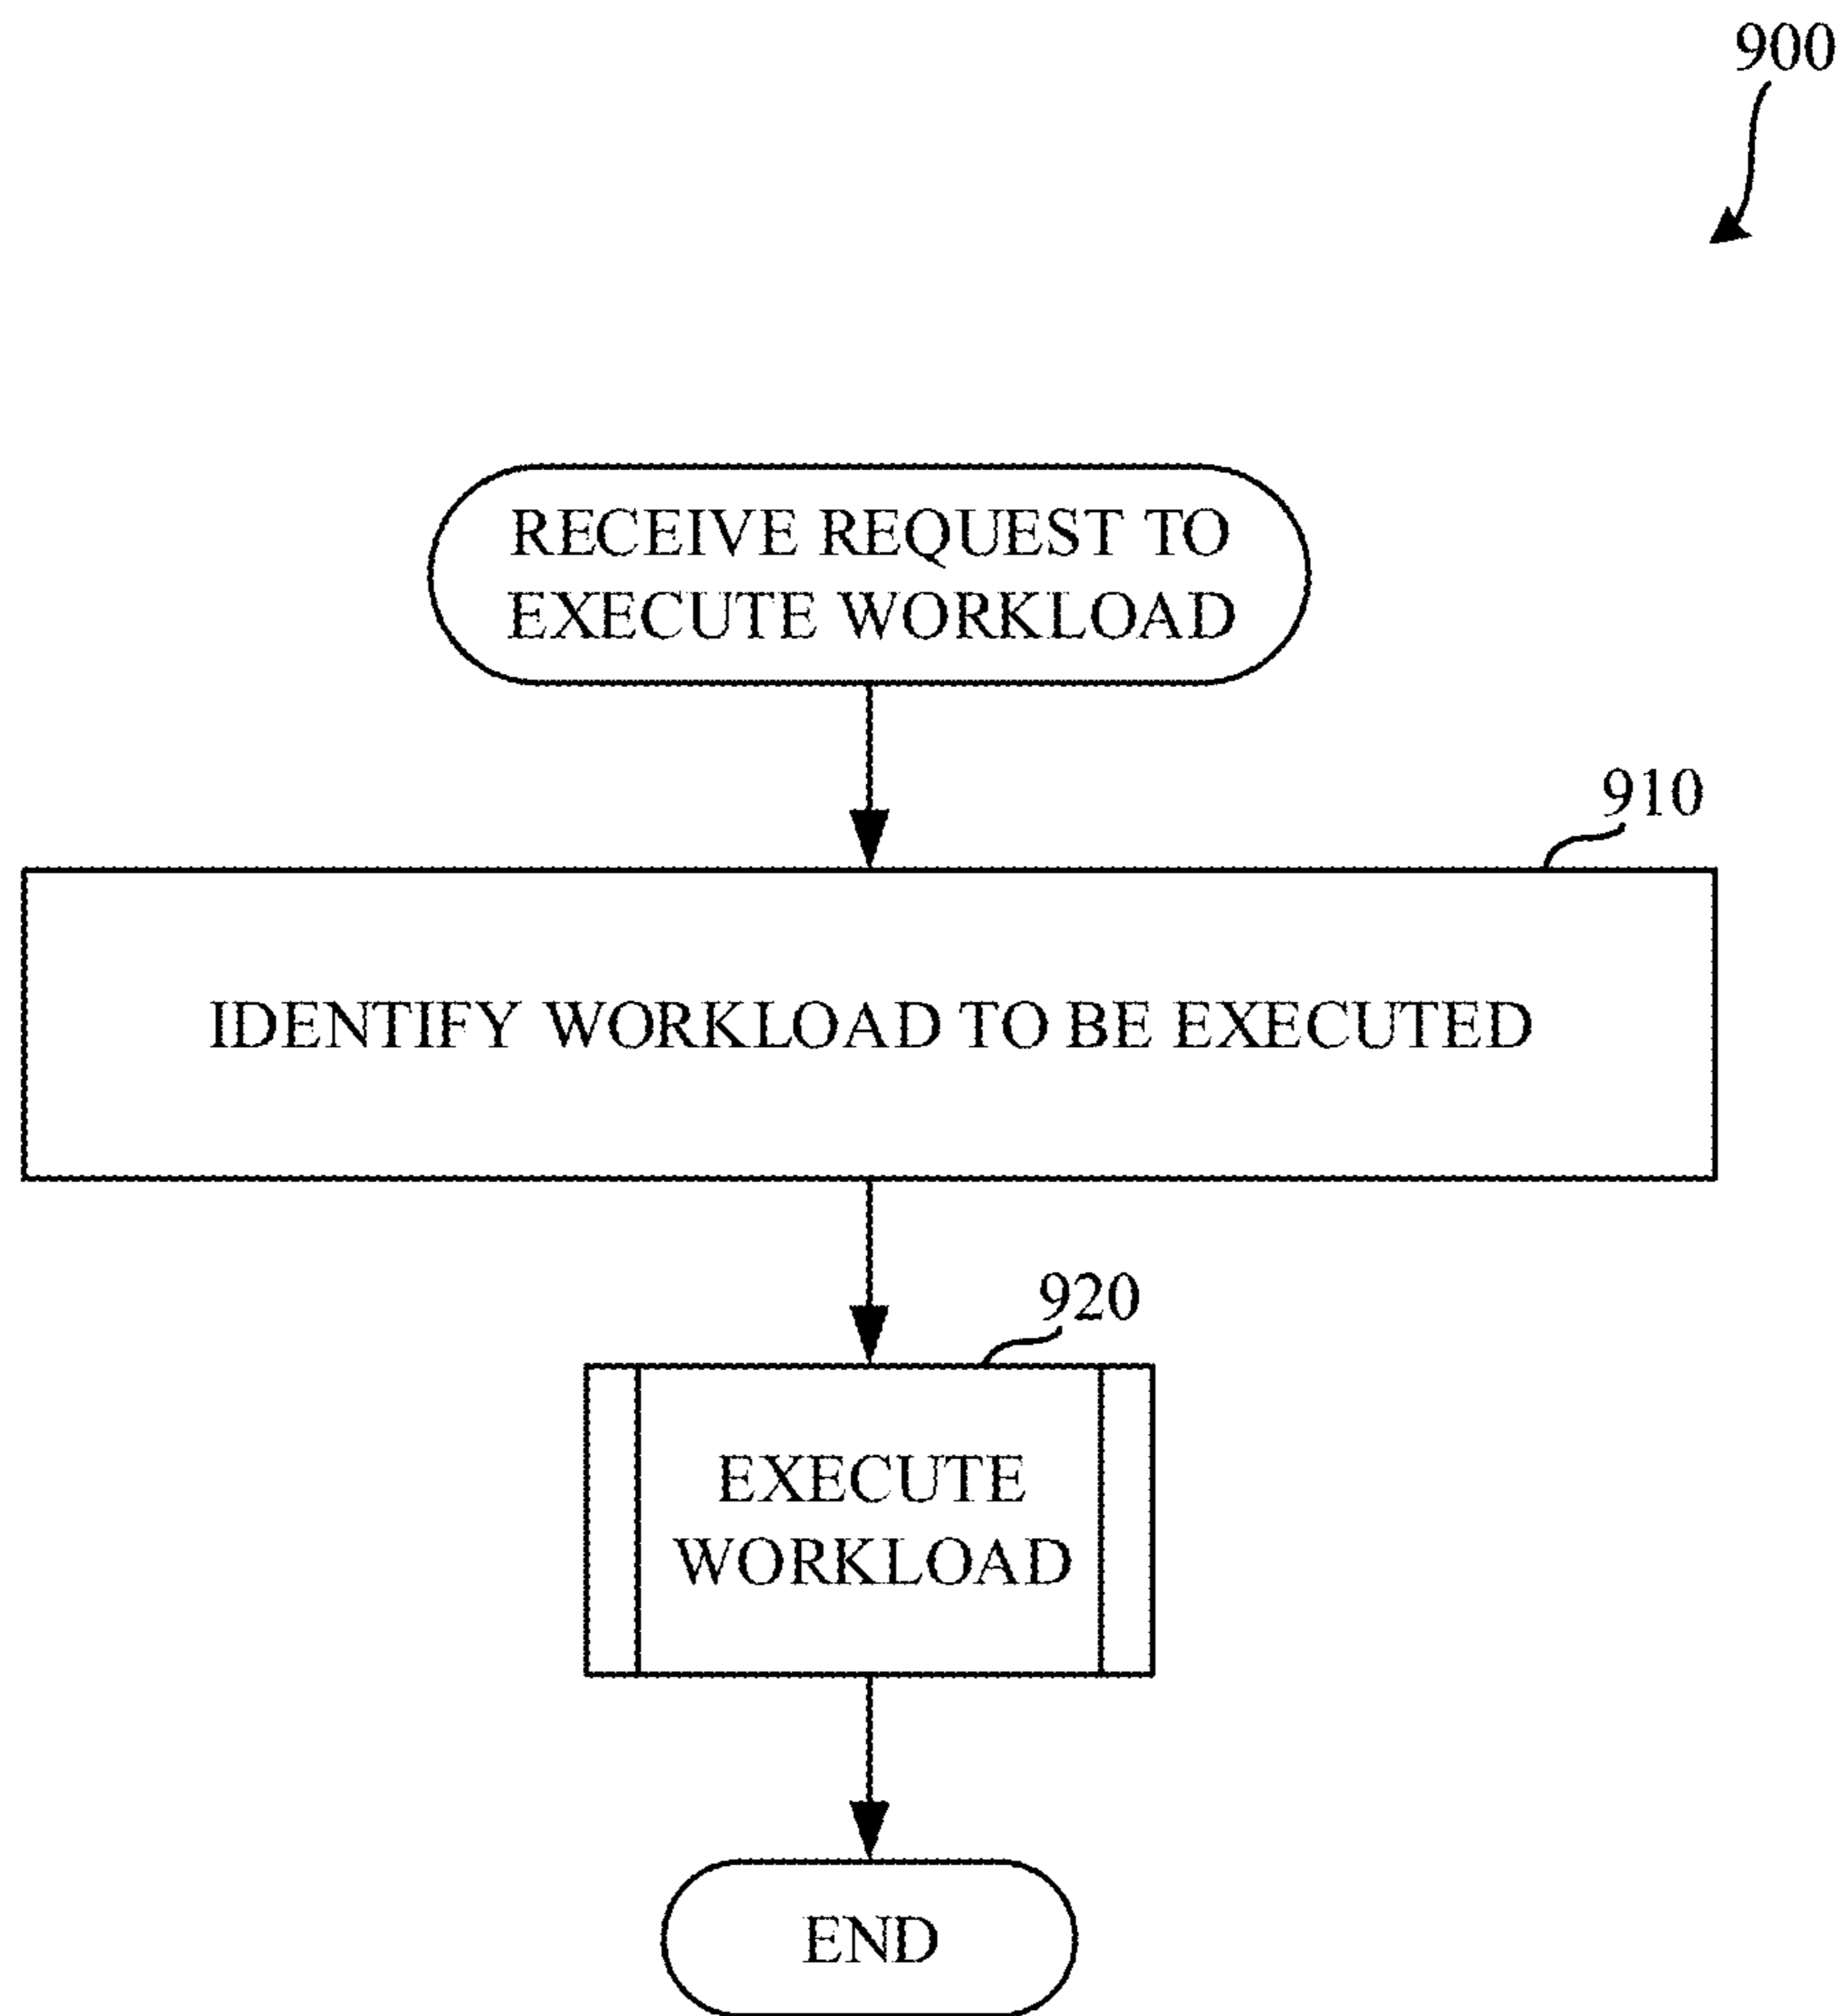 900
RECEIVE REQUEST TO
EXECUTE WORKLOAD
910
IDENTIFY WORKLOAD TO BE EXECUTED
920
EXECUTE
WORKLOAD
END